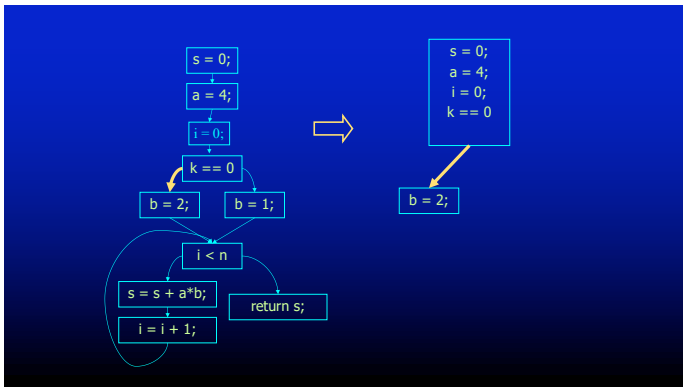 s = 0;
a = 4;
i = 0;
k == 0
b = 2;
b = 1;
i < n
s = s + a*b;
return s;
i = i + 1;
s = 0;
a = 4;
i = 0;
k == 0
b = 2;